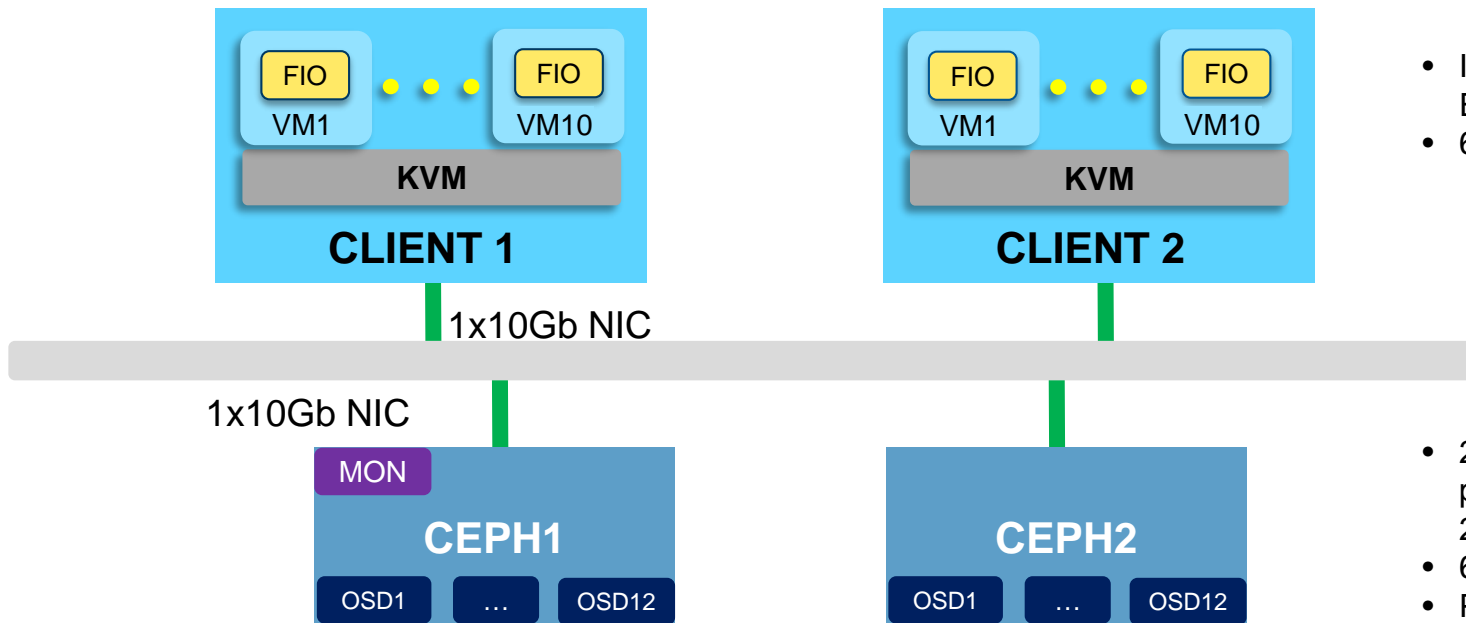 FIO FIO FIO FIO
VM1 VM10 VM1 VM10
KVM KVM
CLIENT 1 CLIENT 2
1x10Gb NIC
1x10Gb NIC
MON
CEPH1 CEPH2
OSD1 … OSD12 OSD1 … OSD12